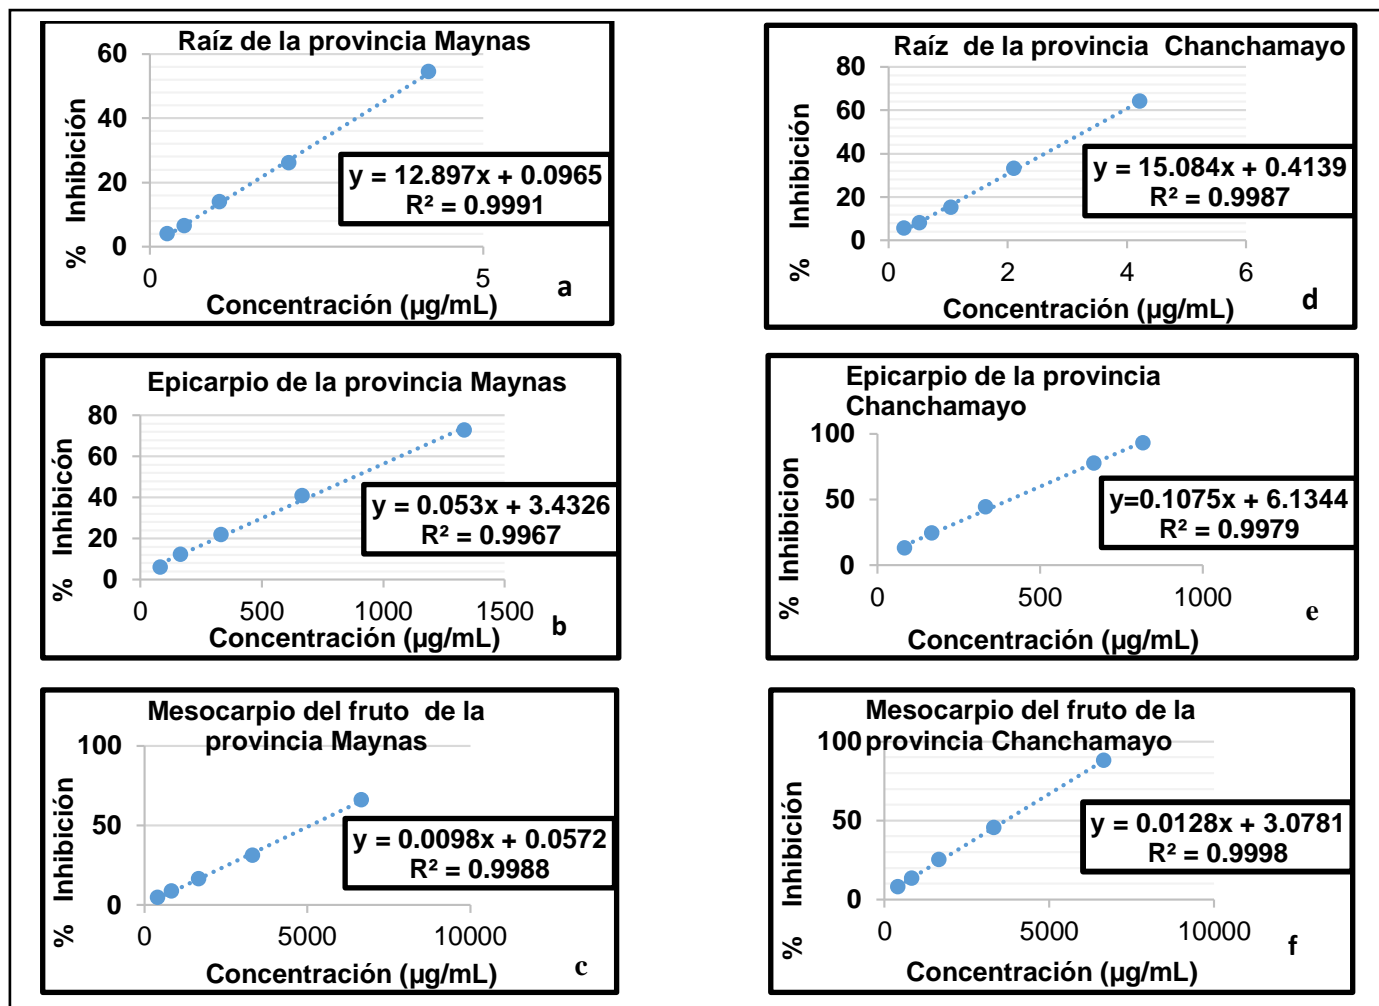 Raíz de la provincia Maynas
60
40
20
0
% Inhibición
y = 12.897x + 0.0965
R² = 0.9991
0 5
Concentración (µg/mL)
a
Raíz de la provincia Chanchamayo
80
60
40
20
0
% Inhibición
y = 15.084x + 0.4139
R² = 0.9987
0 2 4 6
Concentración (µg/mL)
d
Epicarpio de la provincia Maynas
80
60
40
20
0
% Inhibicón
y = 0.053x + 3.4326
R² = 0.9967
0 500 1000 1500
Concentración (µg/mL)
b
Epicarpio de la provincia
Chanchamayo
100
50
0
% Inhibicion
y=0.1075x + 6.1344
R² = 0.9979
0 500 1000
Concentración (µg/mL)
e
Mesocarpio del fruto de la
provincia Maynas
100
50
0
% Inhibición
y = 0.0098x + 0.0572
R² = 0.9988
0 5000 10000
Concentración (µg/mL)
c
Mesocarpio del fruto de la
provincia Chanchamayo
100
50
0
% Inhibición
y = 0.0128x + 3.0781
R² = 0.9998
0 5000 10000
Concentración (µg/mL)
f